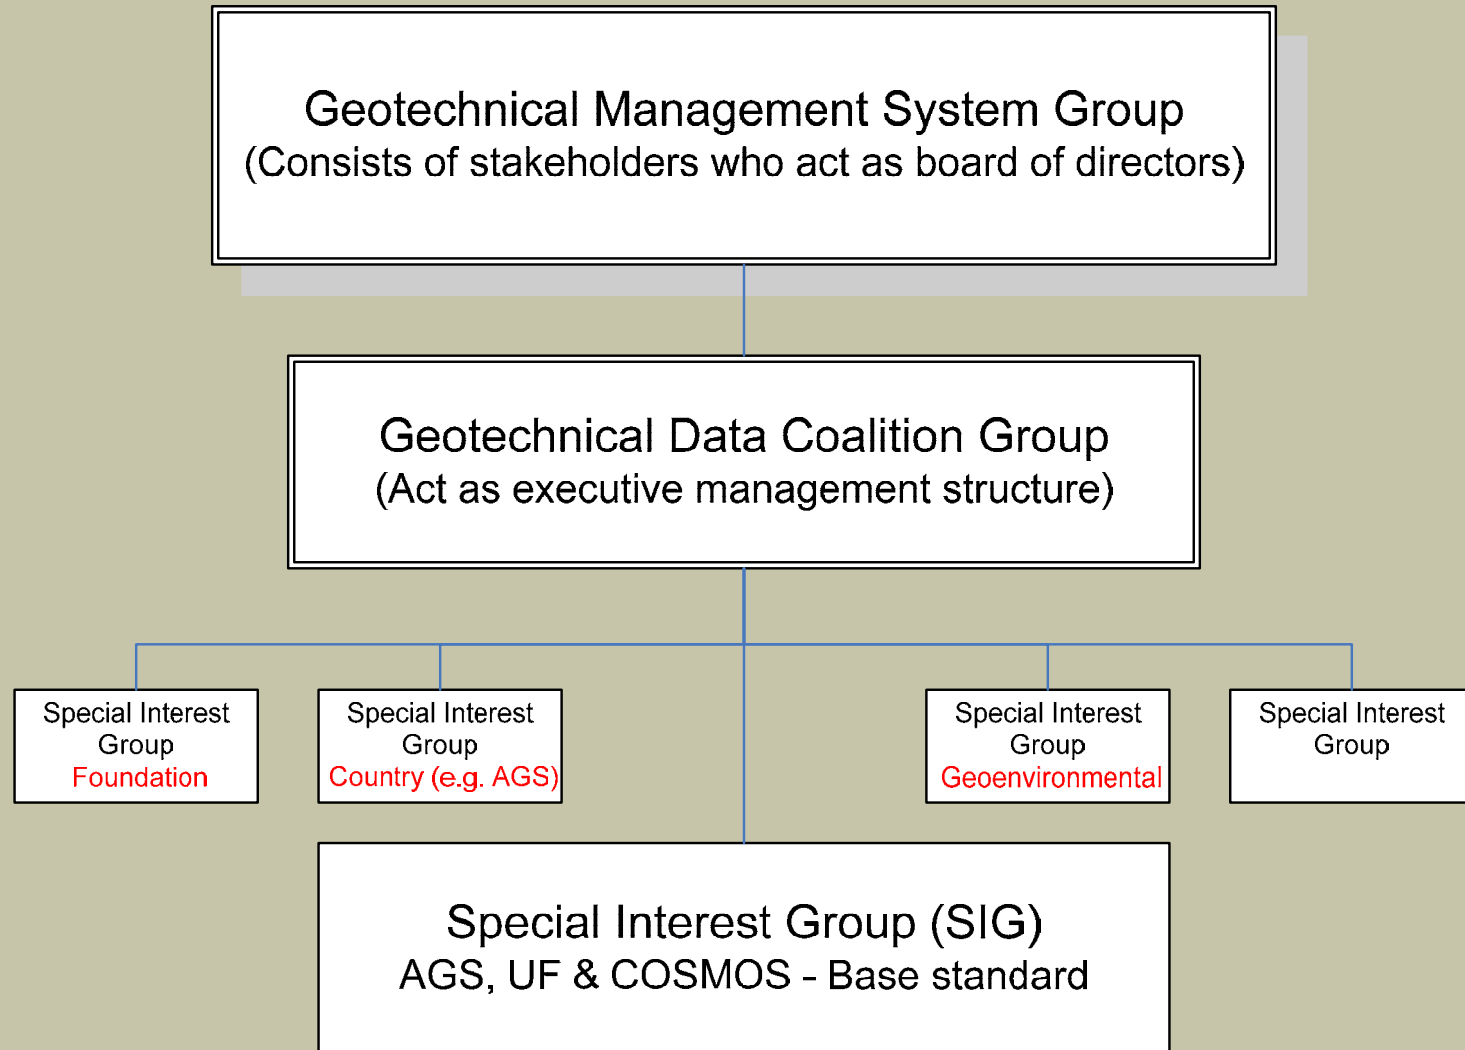 Geotechnical Management System Group
(Consists of stakeholders who act as board of directors)
Geotechnical Data Coalition Group
(Act as executive management structure)
Special Interest
Group
Foundation
Special Interest
Group
Country (e.g. AGS)
Special Interest
Group
Geoenvironmental
Special Interest
Group
Special Interest Group (SIG)
AGS, UF & COSMOS - Base standard